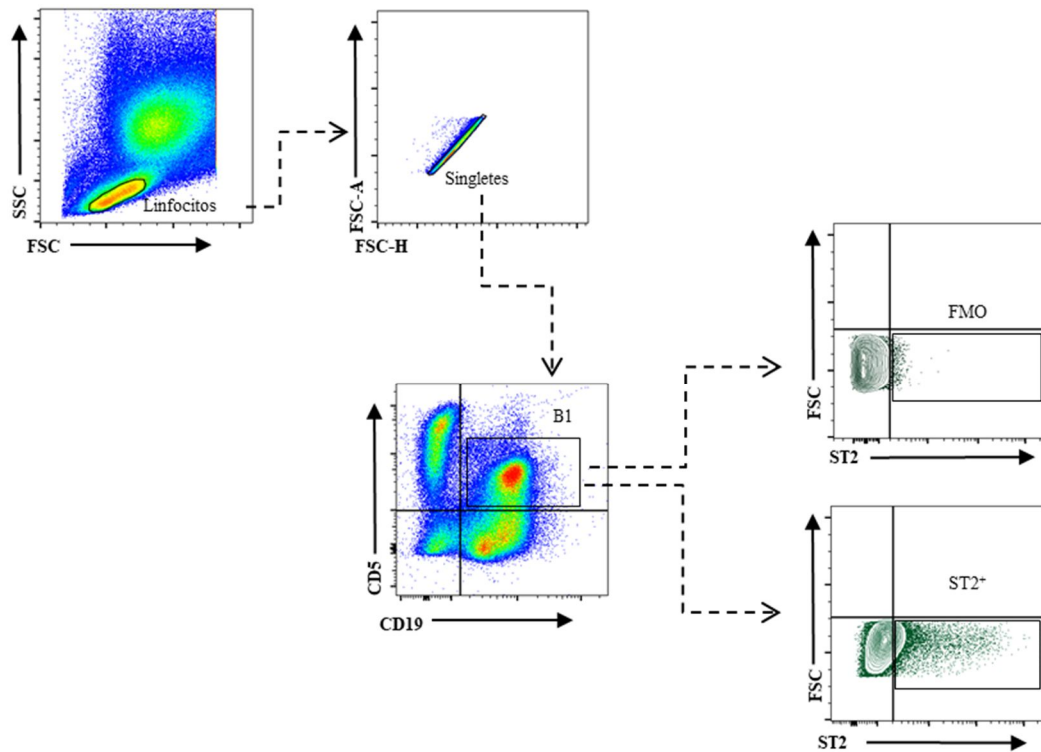 SSC
Linfocitos
FSC
FSC-A
Singletes
FSC-H
CD5
B1
CD19
FSC
FMO
ST2
FSC
ST2⁺
ST2